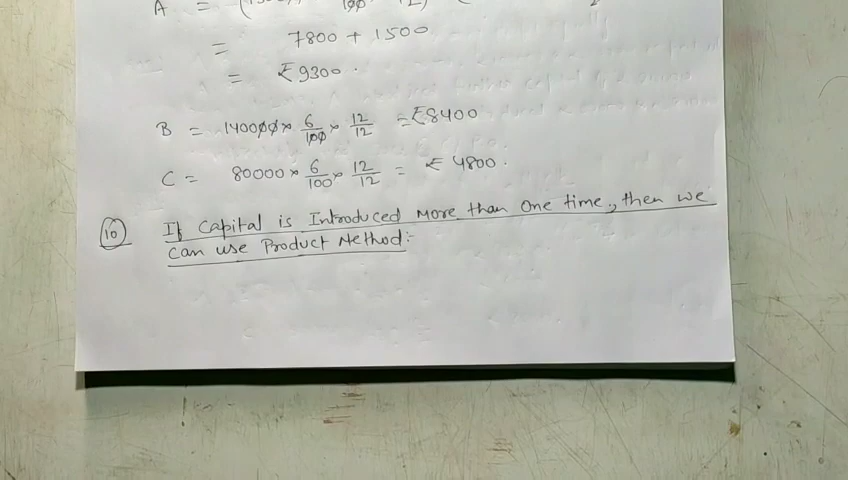 A = (
= 7800 + 1500
= ₹9300.
B = 140000 × 6/100 × 12/12 = ₹8400
C = 80000 × 6/100 × 12/12 = ₹ 4800.
10 If Capital is Introduced More than One time, then we
can use Product Method:-